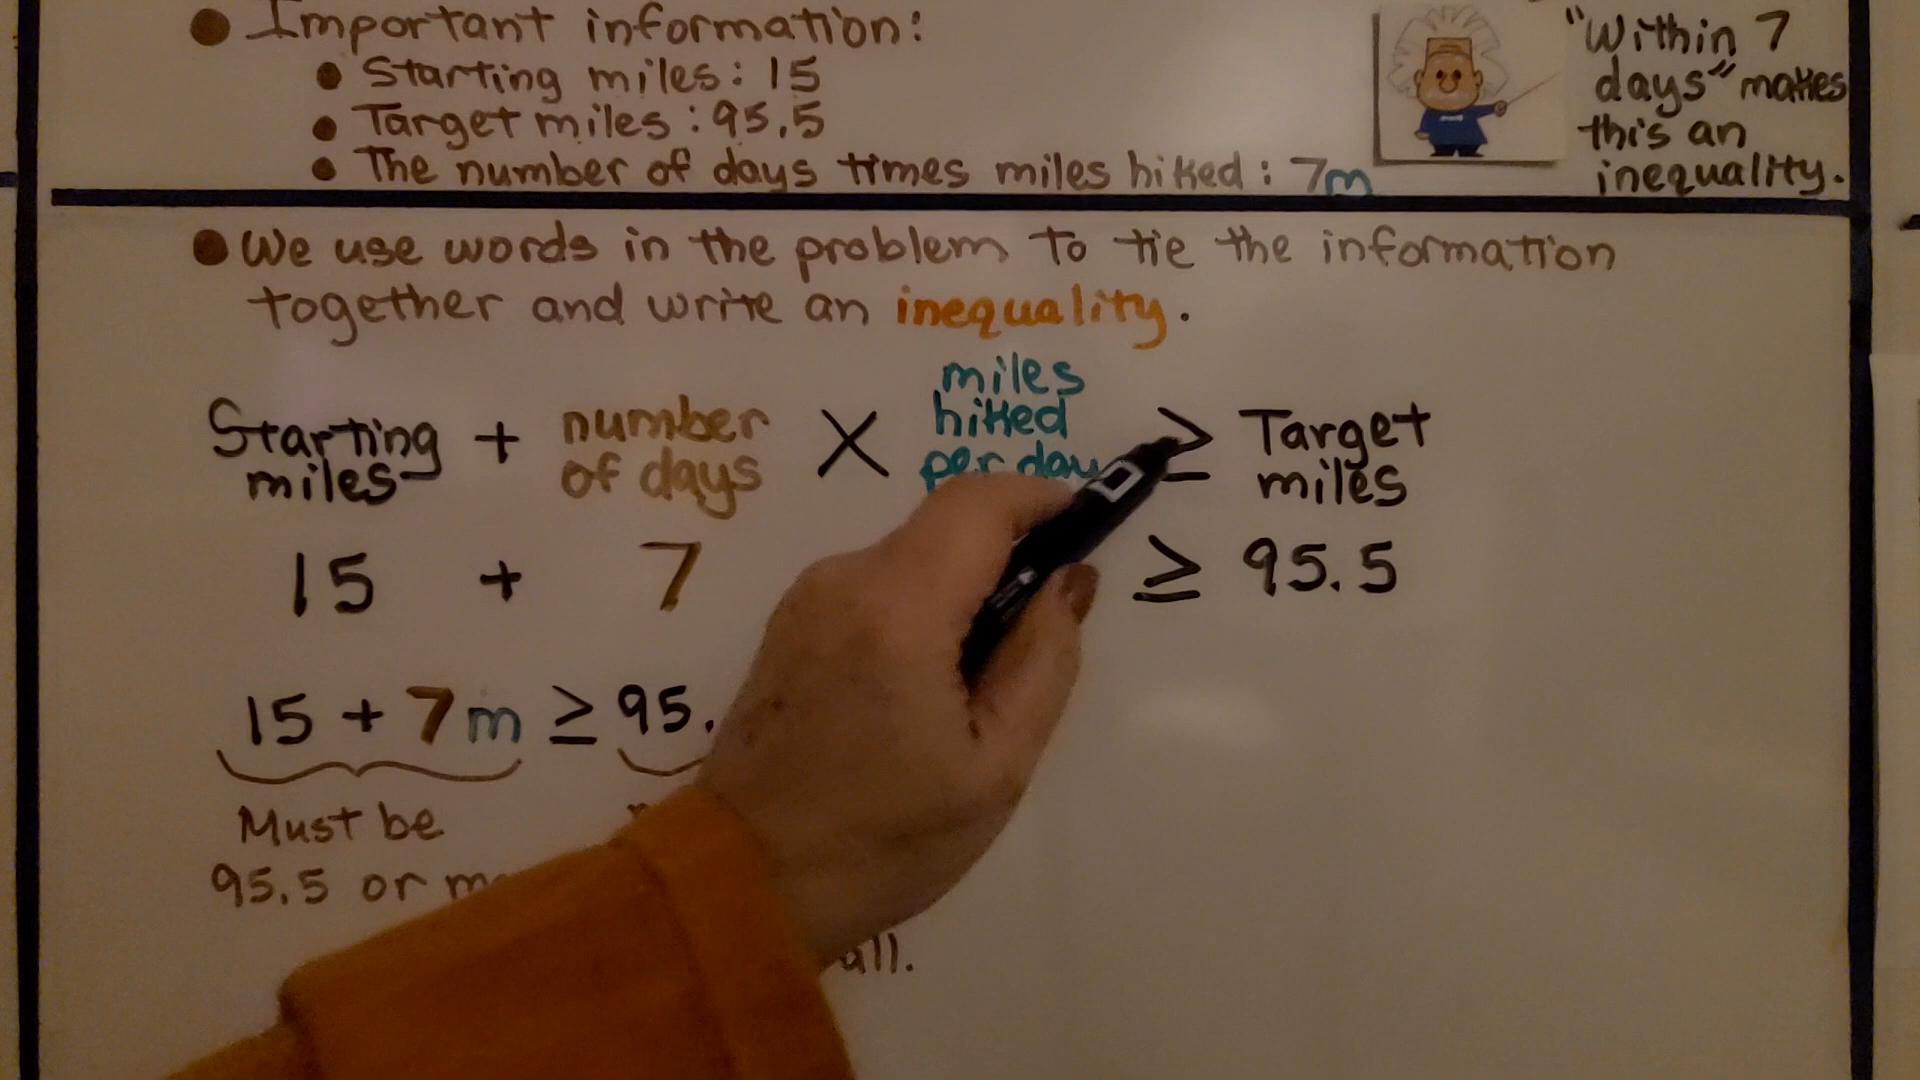 ● Important information:
● Starting miles: 15
● Target miles: 95.5
● The number of days times miles hiked: 7m
"Within 7
days" makes
this an
inequality.
● We use words in the problem to tie the information
together and write an inequality.
Starting miles + number of days × miles hiked per day ≥ Target miles
15 + 7 ≥ 95.5
15 + 7m ≥ 95.
Must be
95.5 or
all.